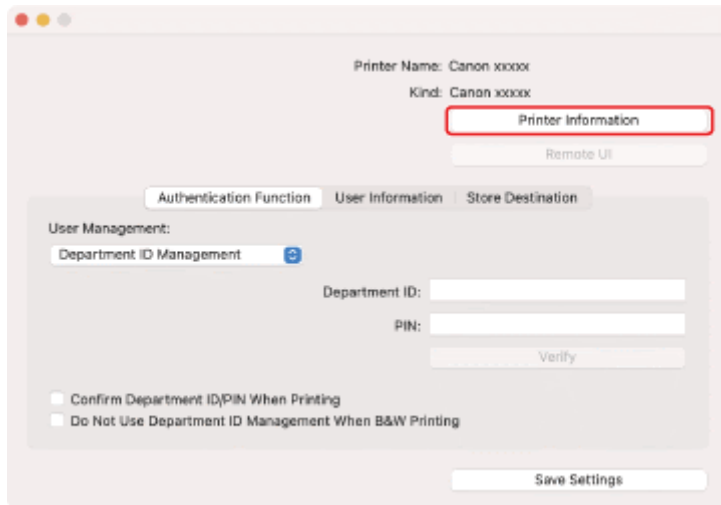 Printer Name: Canon xxxxx
Kind: Canon xxxxx
Printer Information
Remote UI
Authentication Function User Information Store Destination
User Management:
Department ID Management
Department ID:
PIN:
Verify
Confirm Department ID/PIN When Printing
Do Not Use Department ID Management When B&W Printing
Save Settings